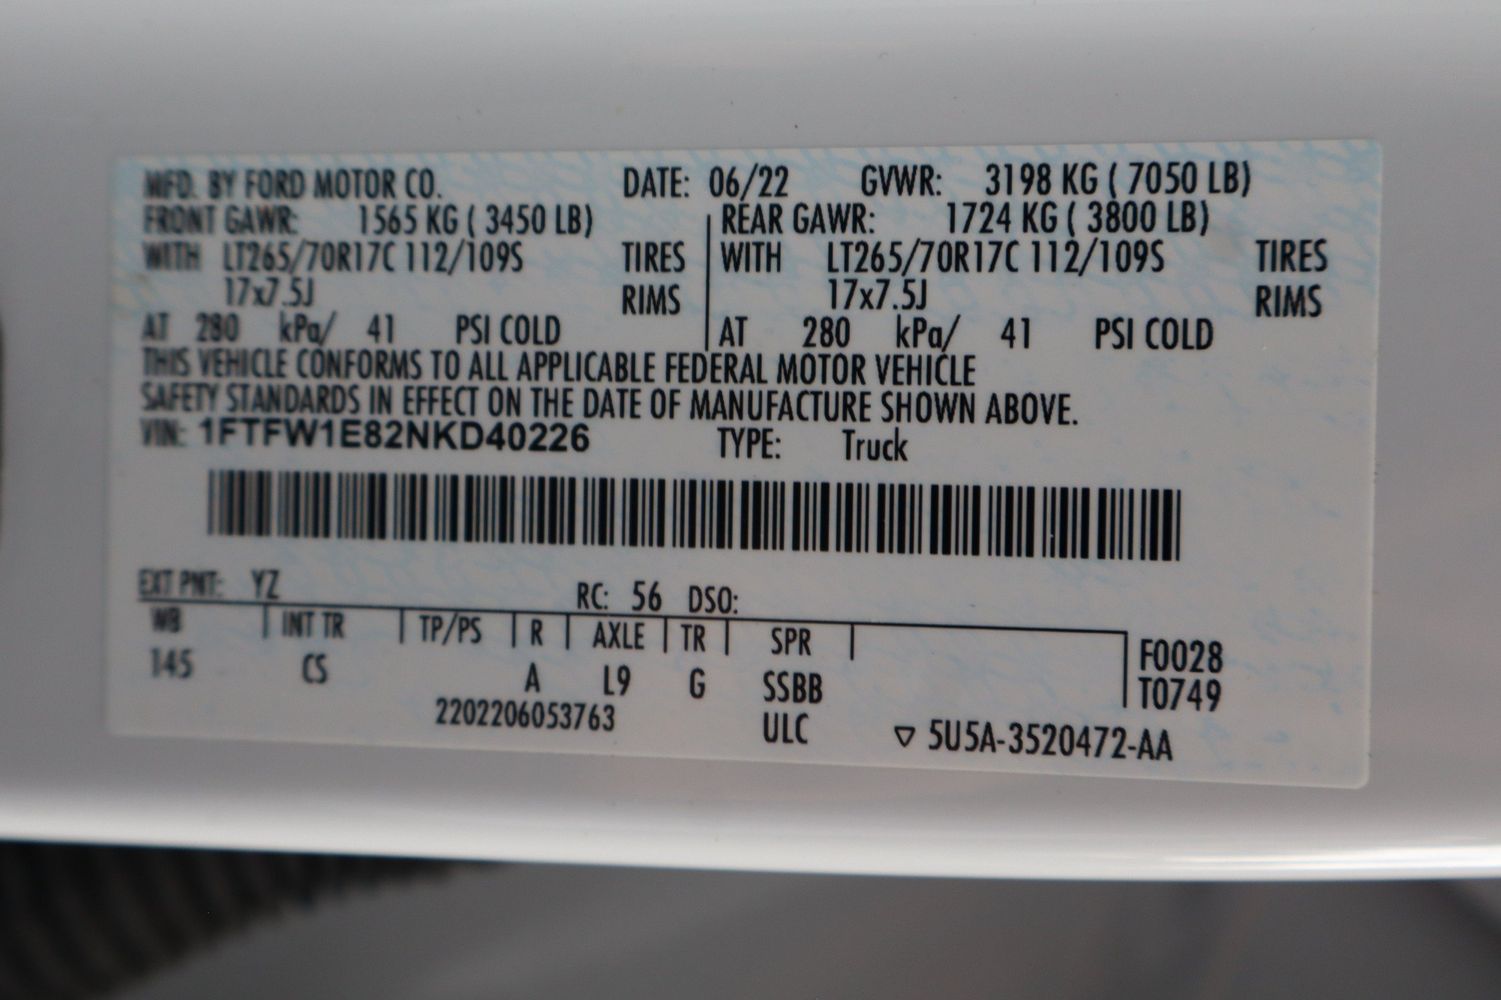 MFD. BY FORD MOTOR CO. DATE: 06/22 GVWR: 3198 KG ( 7050 LB)
FRONT GAWR: 1565 KG ( 3450 LB) REAR GAWR: 1724 KG ( 3800 LB)
WITH LT265/70R17C 112/109S TIRES WITH LT265/70R17C 112/109S TIRES
17x7.5J RIMS 17x7.5J RIMS
AT 280 kPa/ 41 PSI COLD AT 280 kPa/ 41 PSI COLD
THIS VEHICLE CONFORMS TO ALL APPLICABLE FEDERAL MOTOR VEHICLE
SAFETY STANDARDS IN EFFECT ON THE DATE OF MANUFACTURE SHOWN ABOVE.
VIN: 1FTFW1E82NKD40226 TYPE: Truck
EXT PNT: YZ RC: 56 DSO:
WB INT TR TP/PS R AXLE TR SPR F0028
145 CS A L9 G SSBB T0749
2202206053763 ULC ▽ 5U5A-3520472-AA